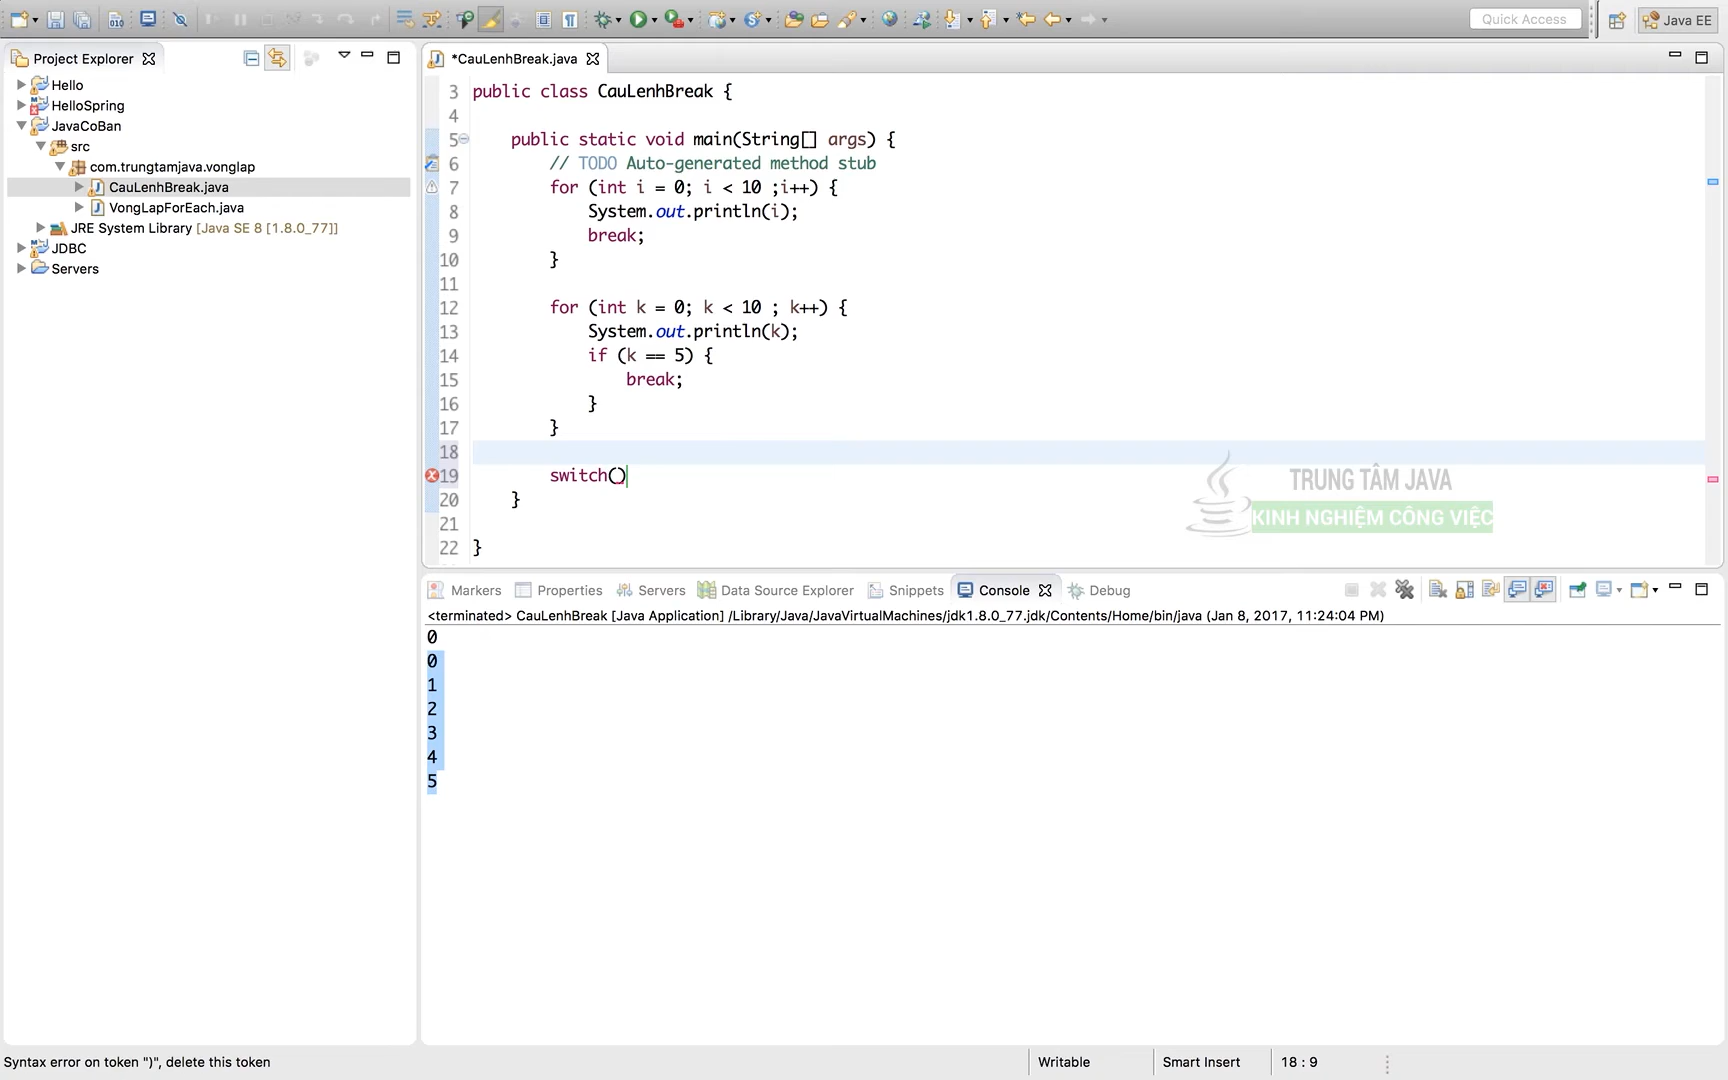 Quick Access
Java EE
Project Explorer
Hello
HelloSpring
JavaCoBan
src
com.trungtamjava.vonglap
CauLenhBreak.java
VongLapForEach.java
JRE System Library [Java SE 8 [1.8.0_77]]
JDBC
Servers
*CauLenhBreak.java
3 public class CauLenhBreak {
4
5 public static void main(String[] args) {
6 // TODO Auto-generated method stub
7 for (int i = 0; i < 10 ;i++) {
8 System.out.println(i);
9 break;
10 }
11
12 for (int k = 0; k < 10 ; k++) {
13 System.out.println(k);
14 if (k == 5) {
15 break;
16 }
17 }
18
19 switch()
20 }
21
22 }
TRUNG TÂM JAVA
KINH NGHIỆM CÔNG VIỆC
Markers Properties Servers Data Source Explorer Snippets Console Debug
<terminated> CauLenhBreak [Java Application] /Library/Java/JavaVirtualMachines/jdk1.8.0_77.jdk/Contents/Home/bin/java (Jan 8, 2017, 11:24:04 PM)
0
0
1
2
3
4
5
Syntax error on token ")", delete this token
Writable
Smart Insert
18 : 9